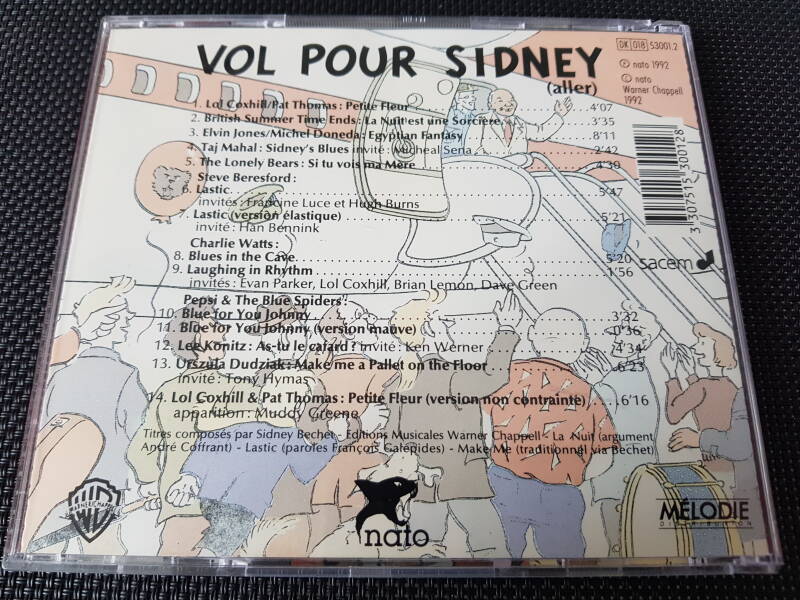 VOL POUR SIDNEY
(aller)
DK 018 53001.2
℗ nato 1992
© nato
Warner Chappell
1992
1. Lol Coxhill/Pat Thomas : Petite Fleur 4'07
2. British Summer Time Ends : La Nuit est une Sorcière 3'35
3. Elvin Jones/Michel Doneda : Egyptian Fantasy 8'11
4. Taj Mahal : Sidney's Blues invité : Micheal Seria 2'42
5. The Lonely Bears : Si tu vois ma Mère 4'30
Steve Beresford :
6. Lastic 5'47
invités : Francine Luce et Hugh Burns
7. Lastic (version élastique) 5'21
invité : Han Bennink
Charlie Watts :
8. Blues in the Cave 5'20
9. Laughing in Rhythm 1'56
invités : Evan Parker, Lol Coxhill, Brian Lemon, Dave Green
Pepsi & The Blue Spiders :
10. Blue for You Johnny 3'32
11. Blue for You Johnny (version mauve) 0'36
12. Lee Konitz : As-tu le cafard ? invité : Ken Werner 4'34
13. Urszula Dudziak : Make me a Pallet on the Floor 6'23
invité : Tony Hymas
14. Lol Coxhill & Pat Thomas : Petite Fleur (version non contrainte) 6'16
apparition : Muddy Greene
Titres composés par Sidney Bechet - Editions Musicales Warner Chappell - La Nuit (argument
André Coffrant) - Lastic (paroles François Galépides) - Make Me (traditionnel via Bechet)
3 307515 300128
sacem
nato
MÉLODIE
DISTRIBUTION